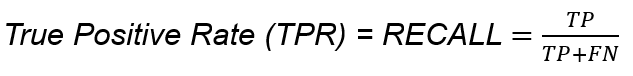 True Positive Rate (TPR) = RECALL = TP / TP+FN